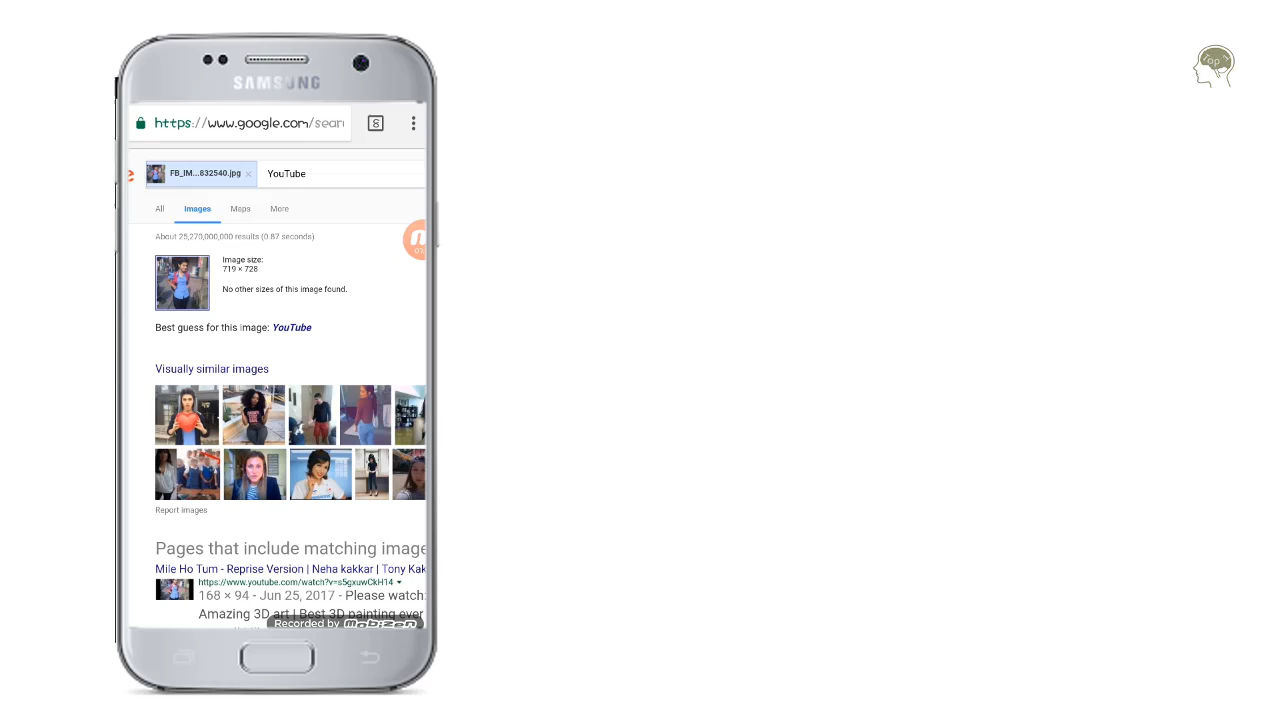 SAMSUNG
https://www.google.com/sear
8
FB_IM...832540.jpg
YouTube
All Images Maps More
About 25,270,000,000 results (0.87 seconds)
Image size:
719 × 728
No other sizes of this image found.
Best guess for this image: YouTube
Visually similar images
Report images
Pages that include matching image
Mile Ho Tum - Reprise Version | Neha kakkar | Tony Kak
https://www.youtube.com/watch?v=s5gxuwCkH14
168 × 94 - Jun 25, 2017 - Please watch:
Amazing 3D art | Best 3D painting ever
Recorded by mobizen